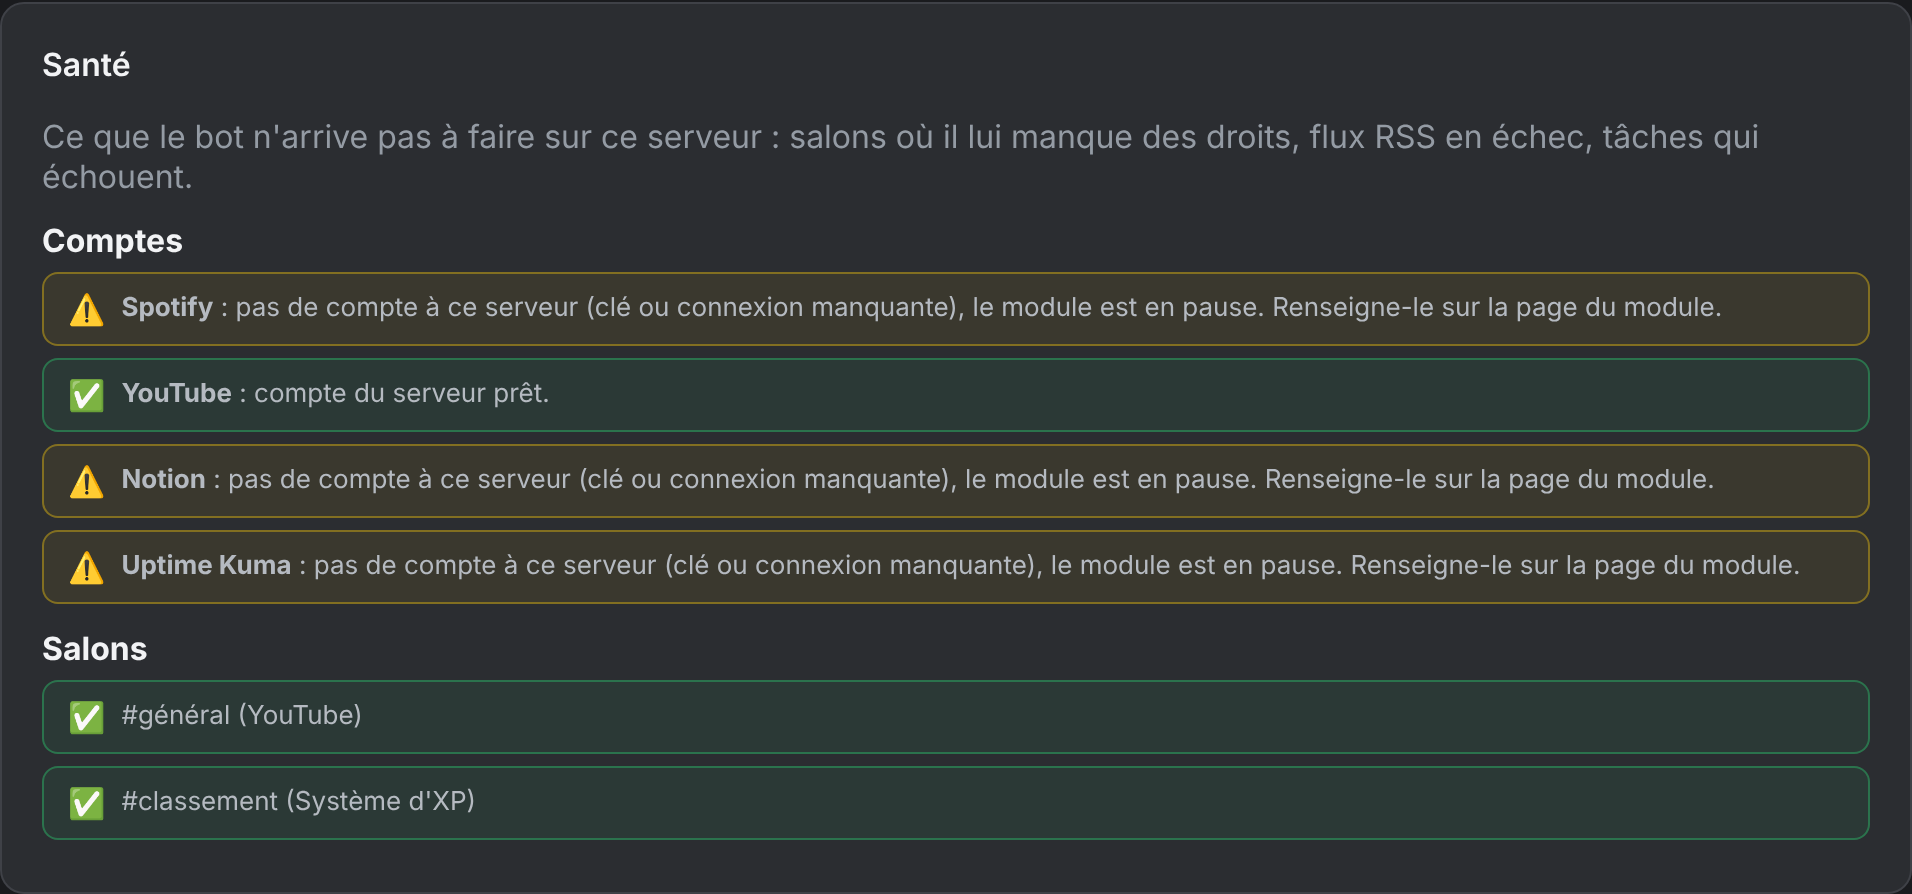 Santé
Ce que le bot n'arrive pas à faire sur ce serveur : salons où il lui manque des droits, flux RSS en échec, tâches qui
échouent.
Comptes
⚠️ Spotify : pas de compte à ce serveur (clé ou connexion manquante), le module est en pause. Renseigne-le sur la page du module.
✅ YouTube : compte du serveur prêt.
⚠️ Notion : pas de compte à ce serveur (clé ou connexion manquante), le module est en pause. Renseigne-le sur la page du module.
⚠️ Uptime Kuma : pas de compte à ce serveur (clé ou connexion manquante), le module est en pause. Renseigne-le sur la page du module.
Salons
✅ #général (YouTube)
✅ #classement (Système d'XP)